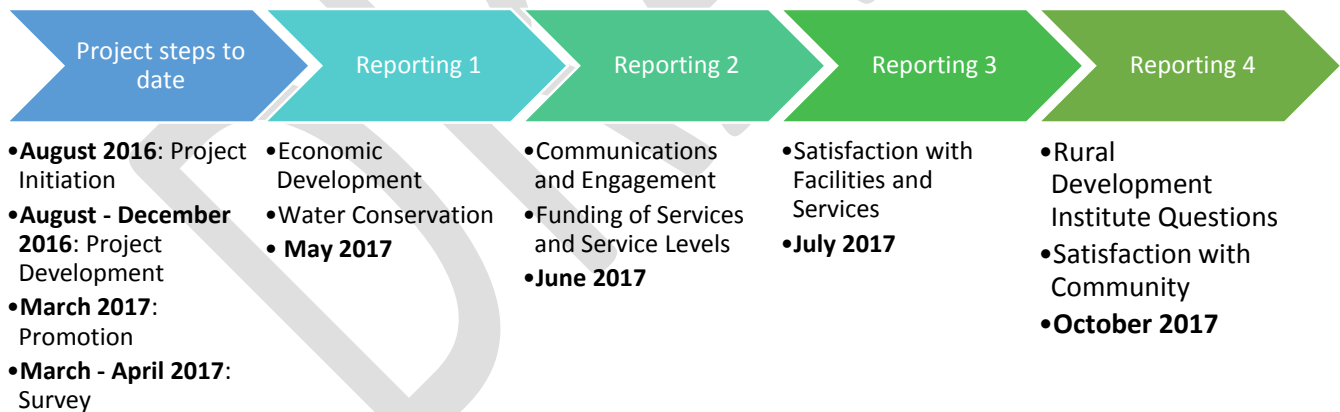 Project steps to
date
Reporting 1
Reporting 2
Reporting 3
Reporting 4
•August 2016: Project
Initiation
•August - December
2016: Project
Development
•March 2017:
Promotion
•March - April 2017:
Survey
•Economic
Development
•Water Conservation
• May 2017
•Communications
and Engagement
•Funding of Services
and Service Levels
•June 2017
•Satisfaction with
Facilities and
Services
•July 2017
•Rural
Development
Institute Questions
•Satisfaction with
Community
•October 2017